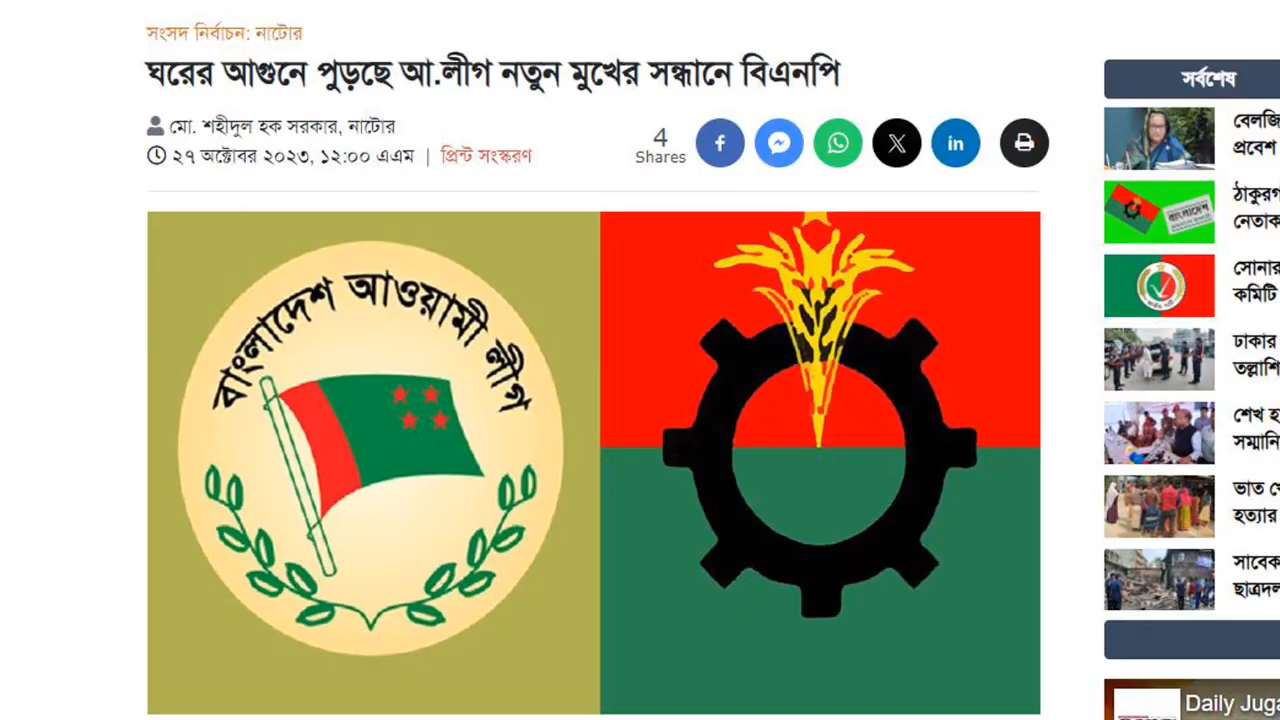 সংসদ নির্বাচন: নাটোর
ঘরের আগুনে পুড়ছে আ.লীগ নতুন মুখের সন্ধানে বিএনপি
মো. শহীদুল হক সরকার, নাটোর
২৭ অক্টোবর ২০২৩, ১২:০০ এএম | প্রিন্ট সংস্করণ
4
Shares
বাংলাদেশ আওয়ামী লীগ
সর্বশেষ
বেলজি
প্রবেশ
ঠাকুরগ
নেতাক
সোনার
কমিটি
ঢাকার
তল্লাশি
শেখ হ
সম্মানি
ভাত খে
হত্যার
সাবেক
ছাত্রদল
Daily Juga